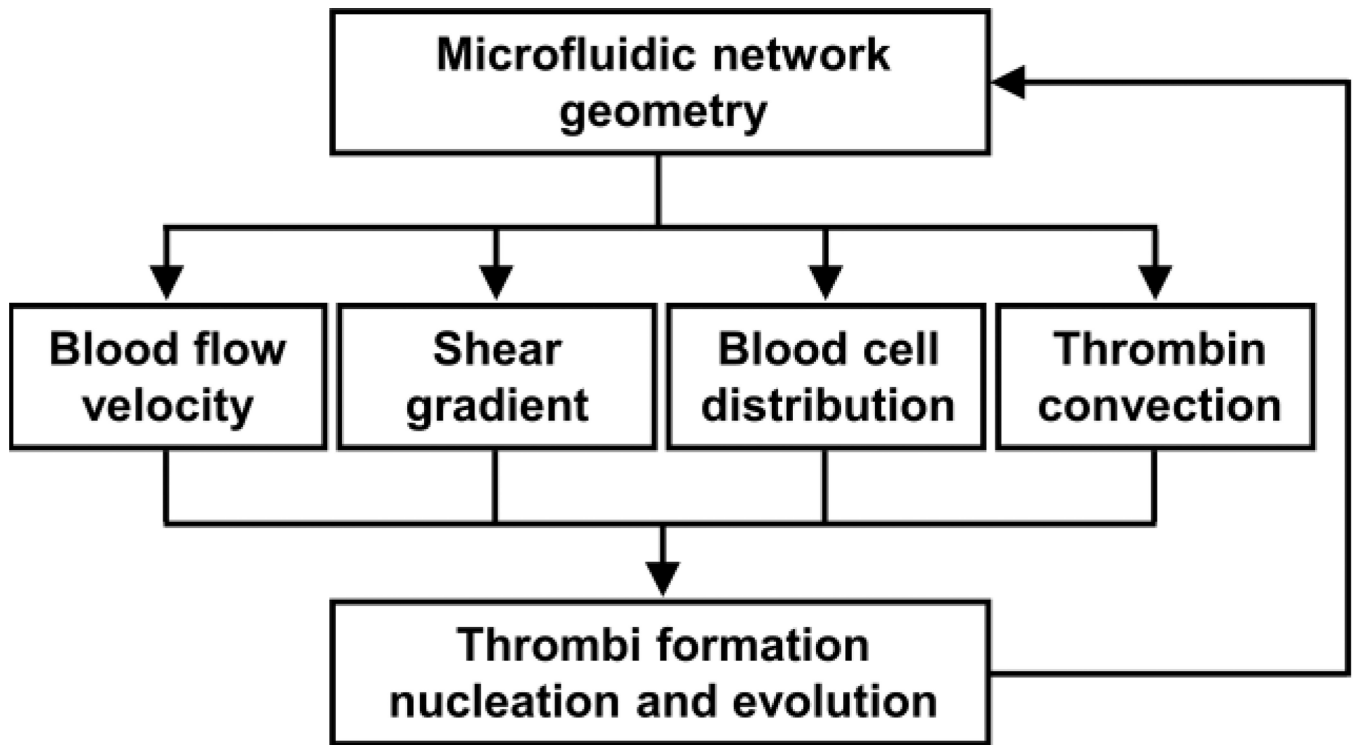 Microfluidic network
geometry
Blood flow
velocity
Shear
gradient
Blood cell
distribution
Thrombin
convection
Thrombi formation
nucleation and evolution